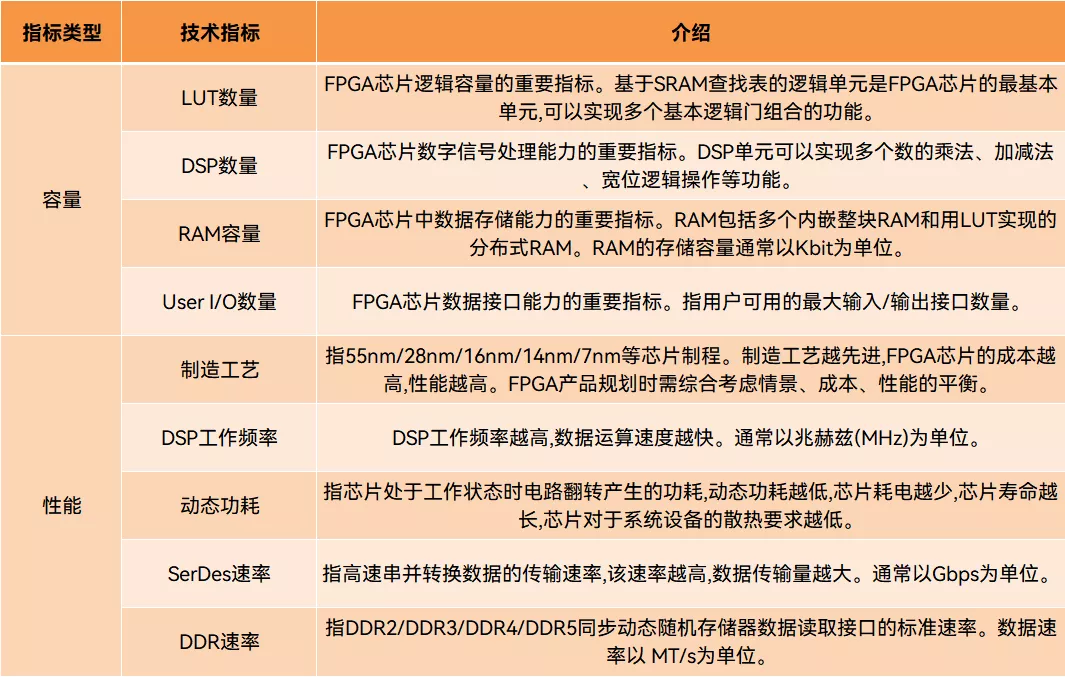 指标类型 技术指标 介绍
容量
LUT数量
FPGA芯片逻辑容量的重要指标。基于SRAM查找表的逻辑单元是FPGA芯片的最基本
单元,可以实现多个基本逻辑门组合的功能。
DSP数量
FPGA芯片数字信号处理能力的重要指标。DSP单元可以实现多个数的乘法、加减法
、宽位逻辑操作等功能。
RAM容量
FPGA芯片中数据存储能力的重要指标。RAM包括多个内嵌整块RAM和用LUT实现的
分布式RAM。RAM的存储容量通常以Kbit为单位。
User I/O数量
FPGA芯片数据接口能力的重要指标。指用户可用的最大输入/输出接口数量。
性能
制造工艺
指55nm/28nm/16nm/14nm/7nm等芯片制程。制造工艺越先进,FPGA芯片的成本越
高,性能越高。FPGA产品规划时需综合考虑情景、成本、性能的平衡。
DSP工作频率
DSP工作频率越高,数据运算速度越快。通常以兆赫兹(MHz)为单位。
动态功耗
指芯片处于工作状态时电路翻转产生的功耗,动态功耗越低,芯片耗电越少,芯片寿命越
长,芯片对于系统设备的散热要求越低。
SerDes速率
指高速串并转换数据的传输速率,该速率越高,数据传输量越大。通常以Gbps为单位。
DDR速率
指DDR2/DDR3/DDR4/DDR5同步动态随机存储器数据读取接口的标准速率。数据速
率以 MT/s为单位。